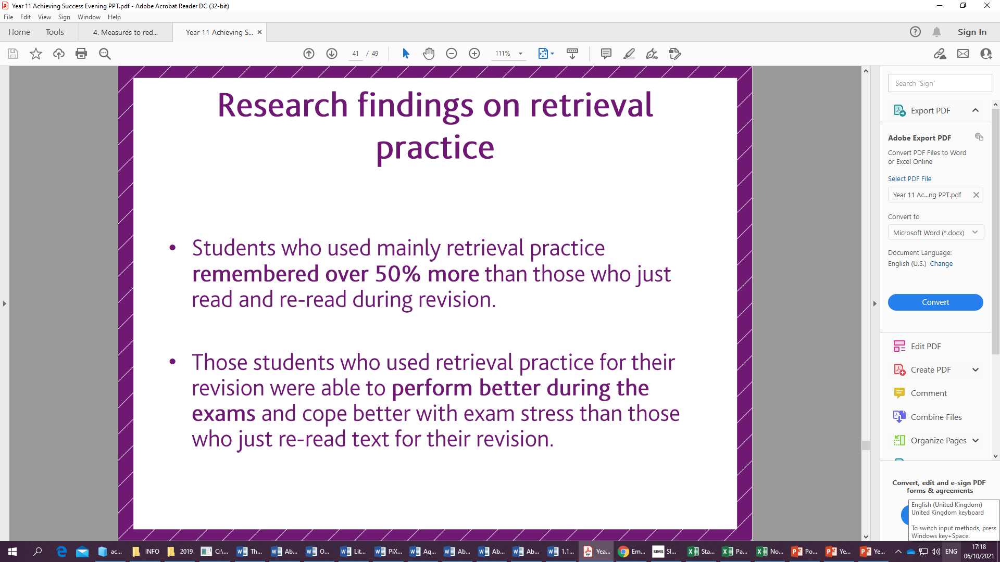 Year 11 Achieving Success Evening PPT.pdf - Adobe Acrobat Reader DC (32-bit)
File Edit View Sign Window Help
Home Tools 4. Measures to red... Year 11 Achieving S... Sign In
41 / 49 111%
Research findings on retrieval
practice
• Students who used mainly retrieval practice
remembered over 50% more than those who just
read and re-read during revision.
• Those students who used retrieval practice for their
revision were able to perform better during the
exams and cope better with exam stress than those
who just re-read text for their revision.
Search 'Sign'
Export PDF
Adobe Export PDF
Convert PDF Files to Word
or Excel Online
Select PDF File
Year 11 Ac...ng PPT.pdf
Convert to
Microsoft Word (*.docx)
Document Language:
English (U.S.) Change
Convert
Edit PDF
Create PDF
Comment
Combine Files
Organize Pages
Convert, edit and e-sign PDF
forms & agreements
English (United Kingdom)
United Kingdom keyboard
To switch input methods, press
Windows key+Space.
ac... INFO 2019 C:\... Th... Ab... O... Lit... PiX... Ag... Ab... Ab... Ab... 1.1... Yea... Em... SIMS SI... Sta... Pa... No... Po... Ye... Ye... ENG 17:18
06/10/2021